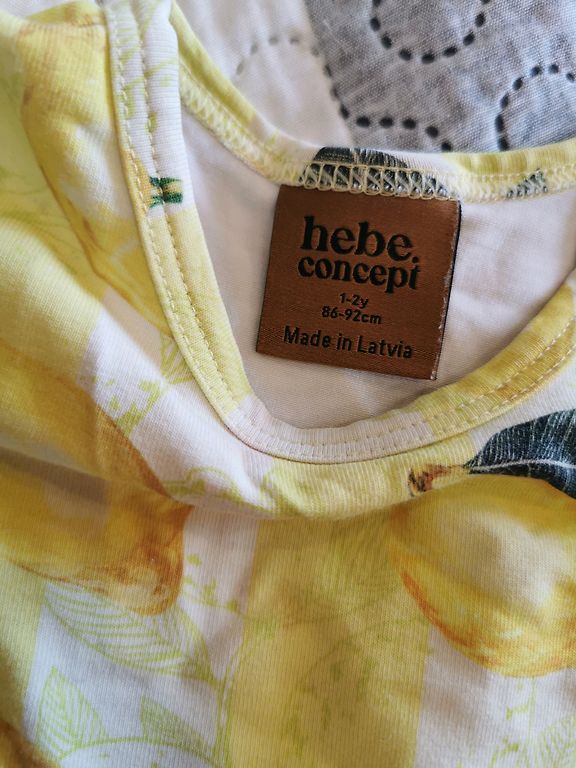 hebe.
concept
1-2y
86-92cm
Made in Latvia